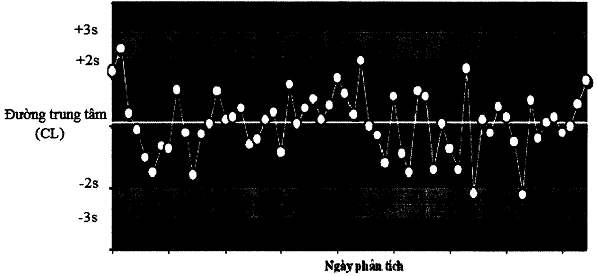 +3s
+2s
Đường trung tâm
(CL)
-2s
-3s
Ngày phân tích